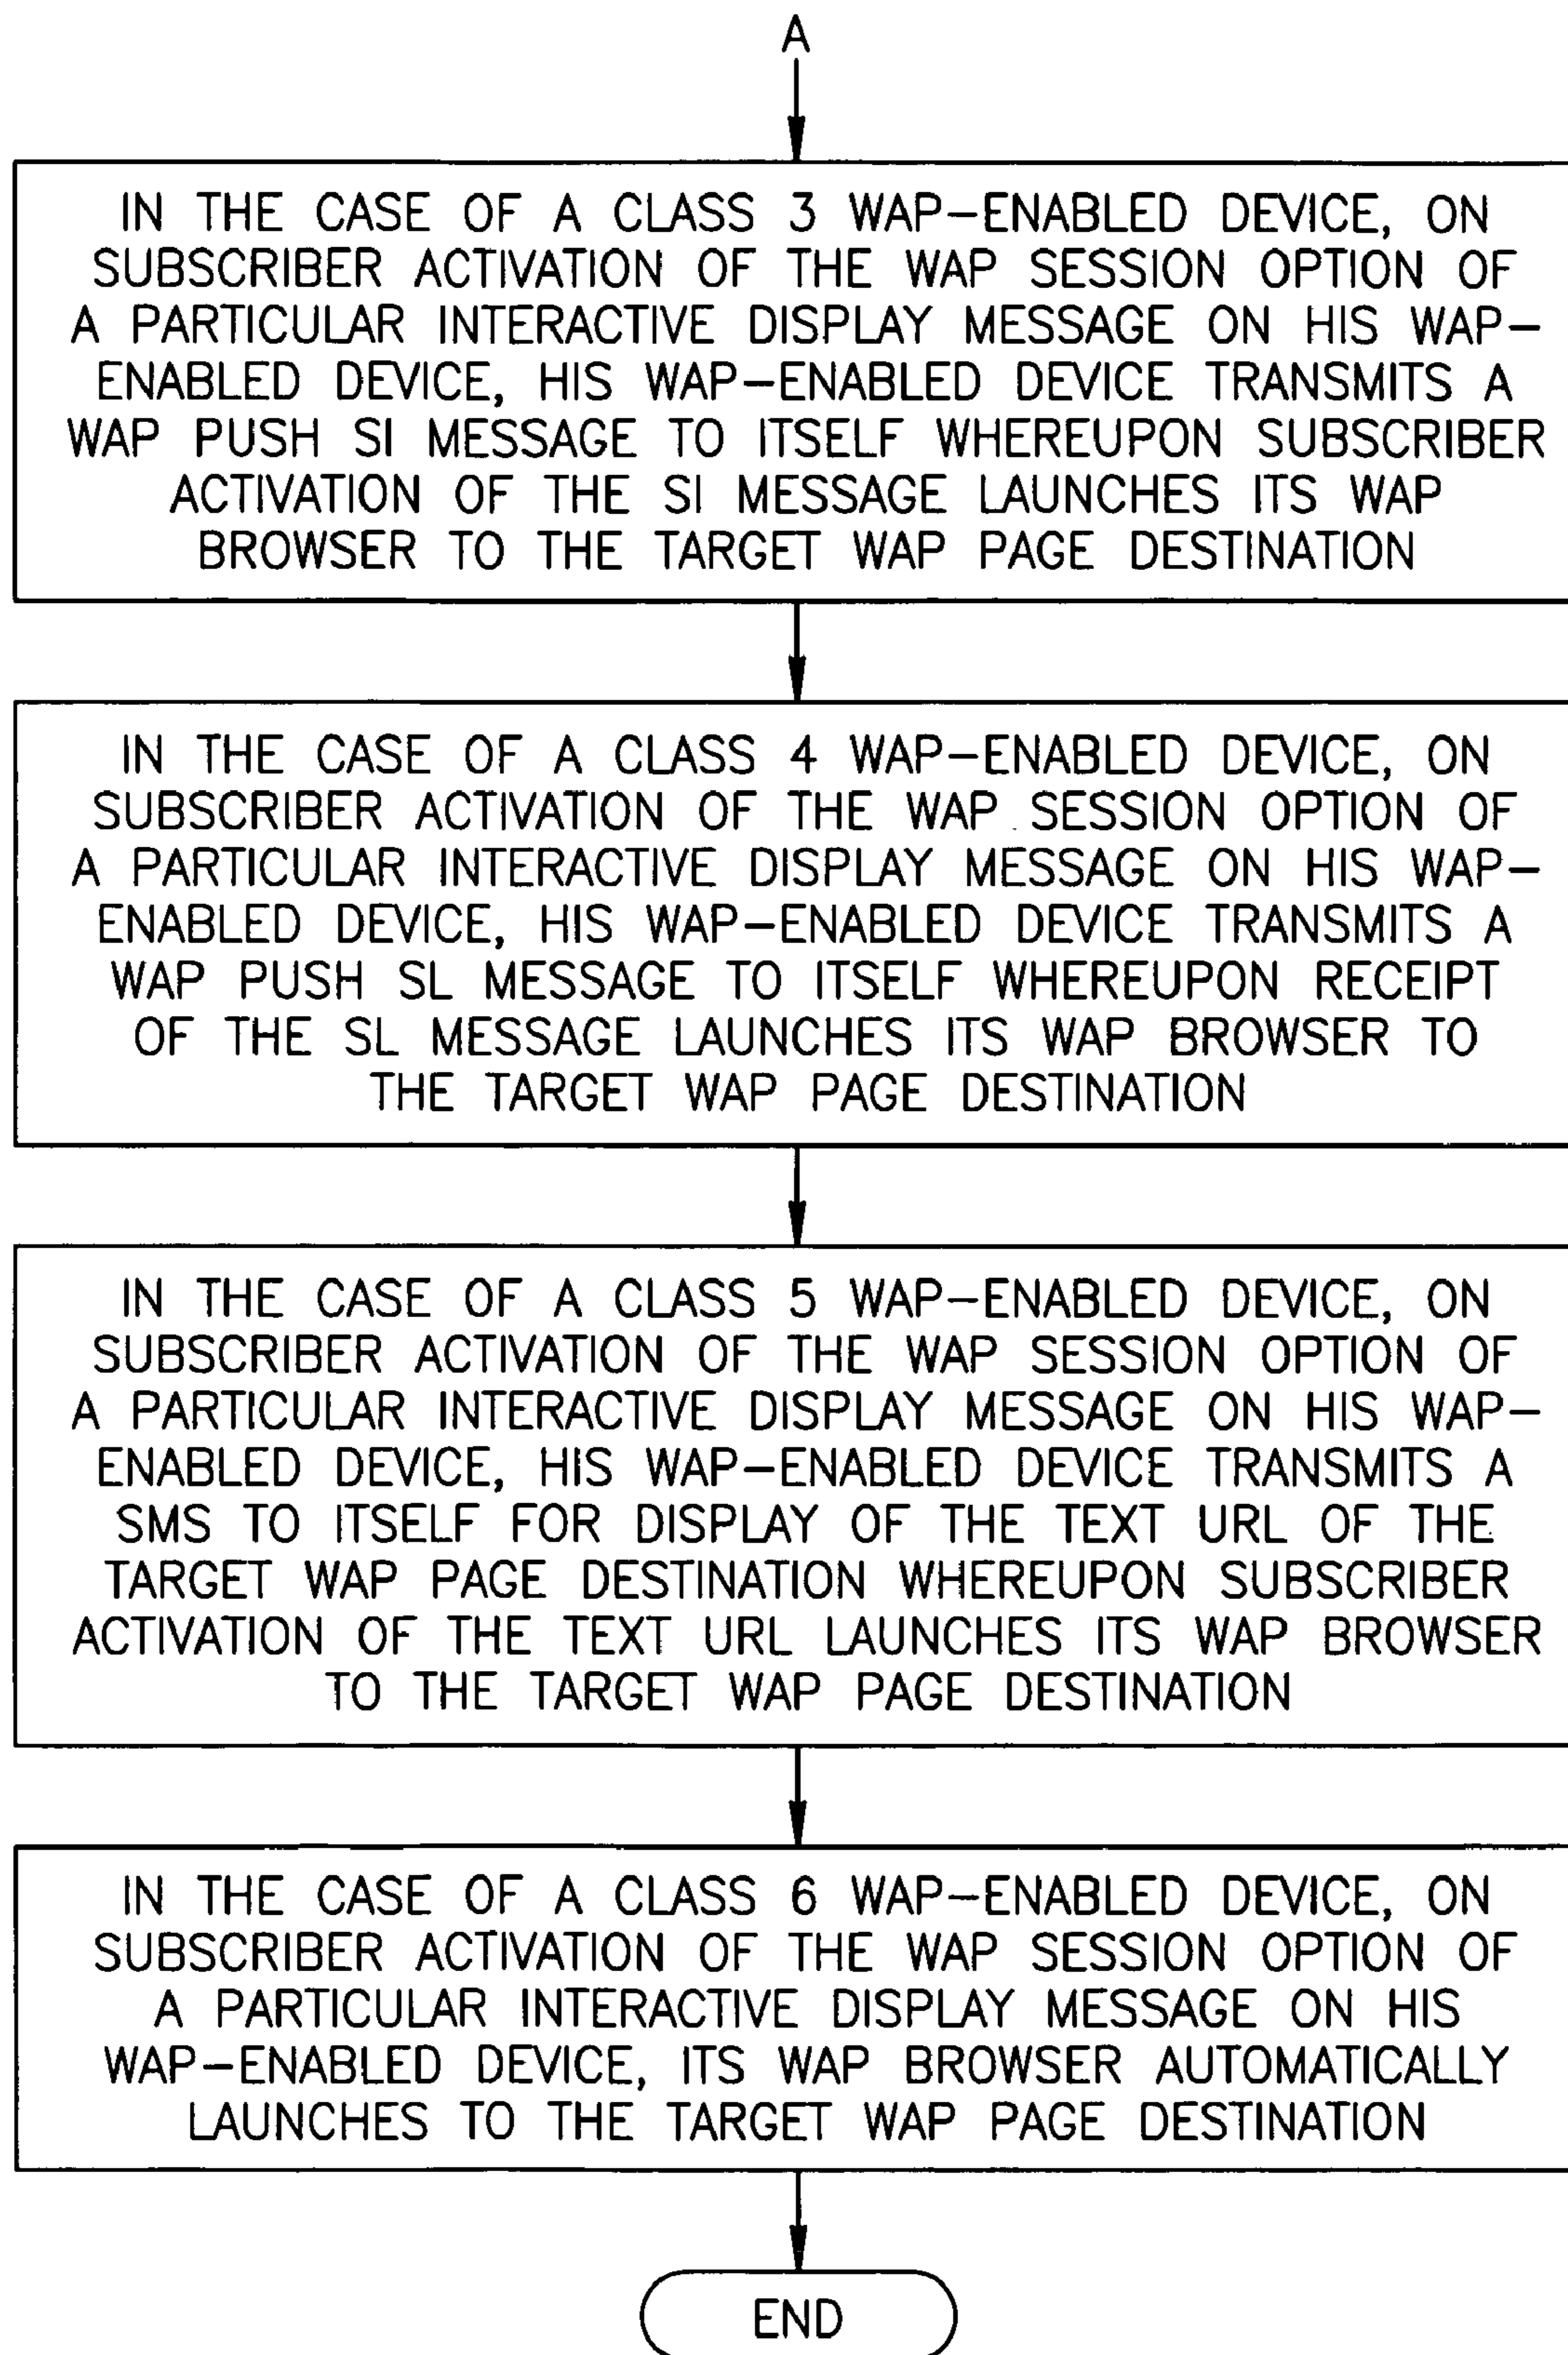 A
IN THE CASE OF A CLASS 3 WAP-ENABLED DEVICE, ON
SUBSCRIBER ACTIVATION OF THE WAP SESSION OPTION OF
A PARTICULAR INTERACTIVE DISPLAY MESSAGE ON HIS WAP-
ENABLED DEVICE, HIS WAP-ENABLED DEVICE TRANSMITS A
WAP PUSH SI MESSAGE TO ITSELF WHEREUPON SUBSCRIBER
ACTIVATION OF THE SI MESSAGE LAUNCHES ITS WAP
BROWSER TO THE TARGET WAP PAGE DESTINATION
IN THE CASE OF A CLASS 4 WAP-ENABLED DEVICE, ON
SUBSCRIBER ACTIVATION OF THE WAP SESSION OPTION OF
A PARTICULAR INTERACTIVE DISPLAY MESSAGE ON HIS WAP-
ENABLED DEVICE, HIS WAP-ENABLED DEVICE TRANSMITS A
WAP PUSH SL MESSAGE TO ITSELF WHEREUPON RECEIPT
OF THE SL MESSAGE LAUNCHES ITS WAP BROWSER TO
THE TARGET WAP PAGE DESTINATION
IN THE CASE OF A CLASS 5 WAP-ENABLED DEVICE, ON
SUBSCRIBER ACTIVATION OF THE WAP SESSION OPTION OF
A PARTICULAR INTERACTIVE DISPLAY MESSAGE ON HIS WAP-
ENABLED DEVICE, HIS WAP-ENABLED DEVICE TRANSMITS A
SMS TO ITSELF FOR DISPLAY OF THE TEXT URL OF THE
TARGET WAP PAGE DESTINATION WHEREUPON SUBSCRIBER
ACTIVATION OF THE TEXT URL LAUNCHES ITS WAP BROWSER
TO THE TARGET WAP PAGE DESTINATION
IN THE CASE OF A CLASS 6 WAP-ENABLED DEVICE, ON
SUBSCRIBER ACTIVATION OF THE WAP SESSION OPTION OF
A PARTICULAR INTERACTIVE DISPLAY MESSAGE ON HIS
WAP-ENABLED DEVICE, ITS WAP BROWSER AUTOMATICALLY
LAUNCHES TO THE TARGET WAP PAGE DESTINATION
END